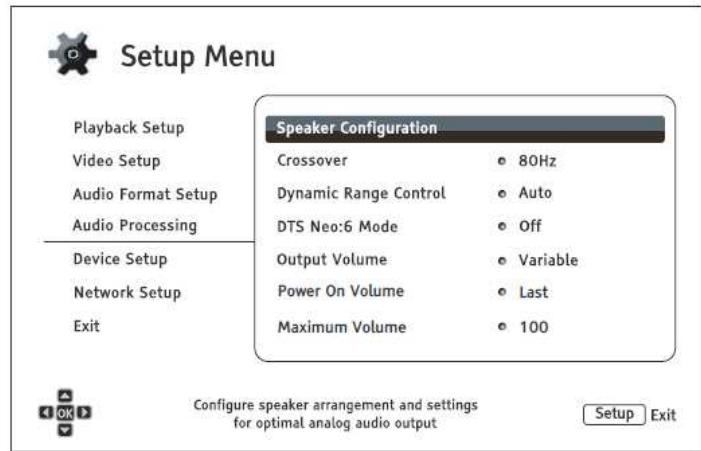 Setup Menu
Playback Setup
Video Setup
Audio Format Setup
Audio Processing
Device Setup
Network Setup
Exit
Speaker Configuration
Crossover 80Hz
Dynamic Range Control Auto
DTS Neo:6 Mode Off
Output Volume Variable
Power On Volume Last
Maximum Volume 100
OK
Configure speaker arrangement and settings
for optimal analog audio output
Setup Exit